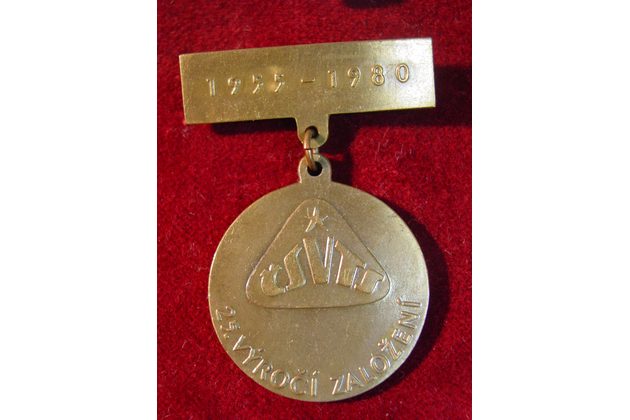 1955-1980
ČSVTS
25. VÝROČÍ ZALOŽENÍ